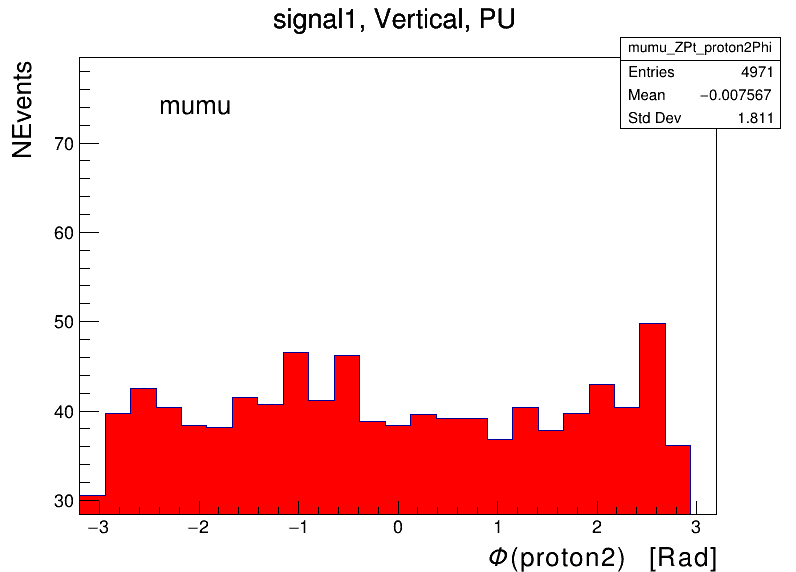 signal1, Vertical, PU
mumu_ZPt_proton2Phi
Entries 4971
Mean −0.007567
Std Dev 1.811
NEvents
mumu
70
60
50
40
30
−3 −2 −1 0 1 2 3
Φ(proton2) [Rad]